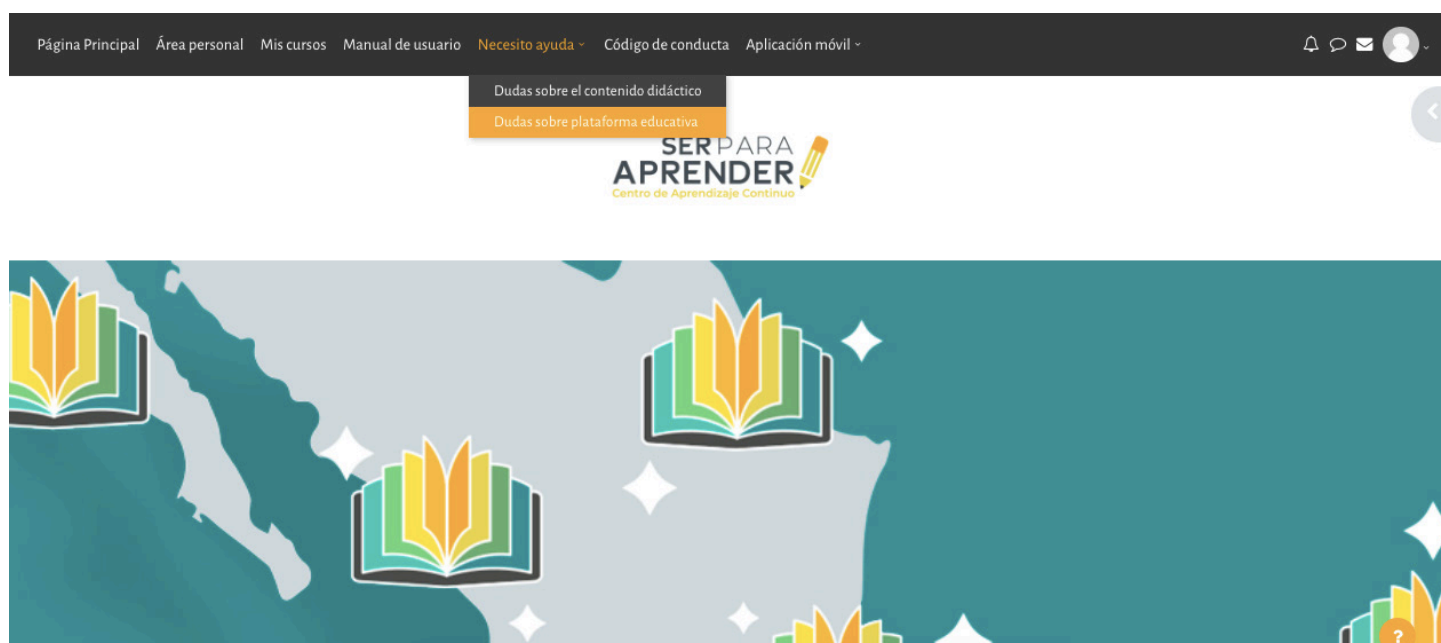 Página Principal Área personal Mis cursos Manual de usuario Necesito ayuda Código de conducta Aplicación móvil
Dudas sobre el contenido didáctico
Dudas sobre plataforma educativa
SER PARA
APRENDER
Centro de Aprendizaje Continuo
?